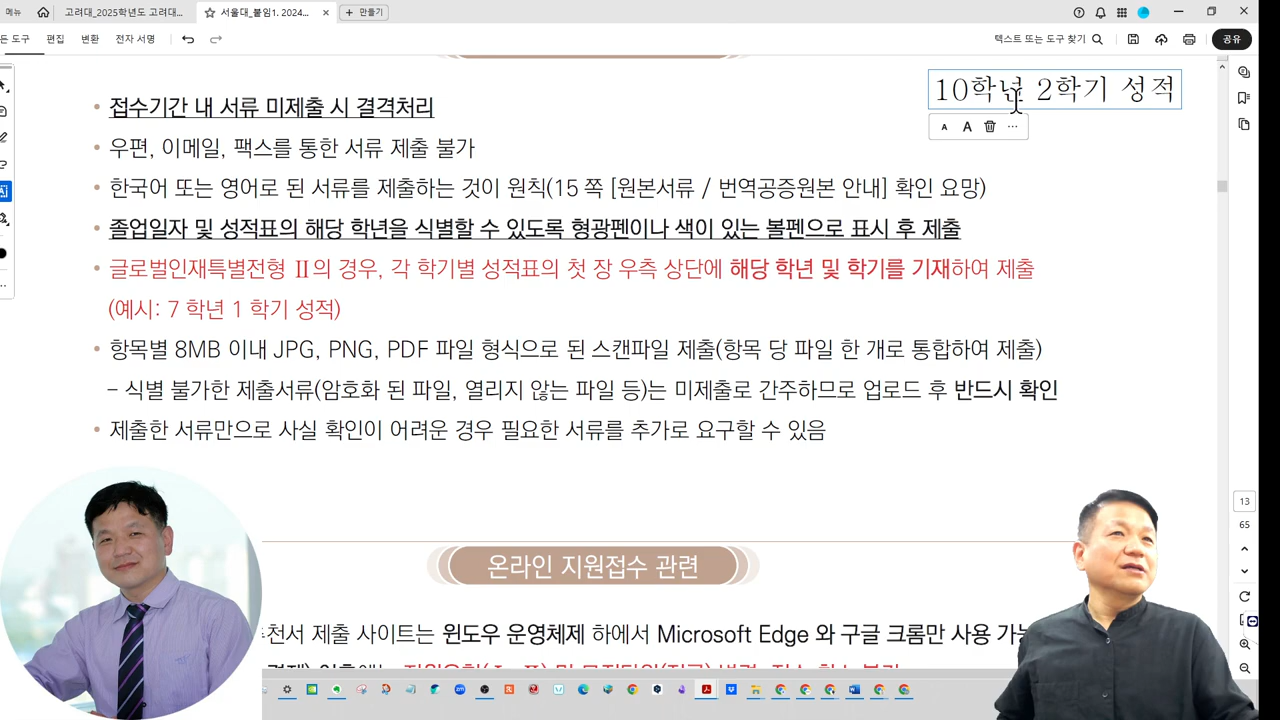 메뉴
고려대_2025학년도 고려대...
서울대_붙임1. 2024...
+ 만들기
든 도구
편집
변환
전자 서명
텍스트 또는 도구 찾기
공유
10학년 2학기 성적
• 접수기간 내 서류 미제출 시 결격처리
• 우편, 이메일, 팩스를 통한 서류 제출 불가
• 한국어 또는 영어로 된 서류를 제출하는 것이 원칙(15 쪽 [원본서류 / 번역공증원본 안내] 확인 요망)
• 졸업일자 및 성적표의 해당 학년을 식별할 수 있도록 형광펜이나 색이 있는 볼펜으로 표시 후 제출
• 글로벌인재특별전형 Ⅱ의 경우, 각 학기별 성적표의 첫 장 우측 상단에 해당 학년 및 학기를 기재하여 제출
(예시: 7 학년 1 학기 성적)
• 항목별 8MB 이내 JPG, PNG, PDF 파일 형식으로 된 스캔파일 제출(항목 당 파일 한 개로 통합하여 제출)
– 식별 불가한 제출서류(암호화 된 파일, 열리지 않는 파일 등)는 미제출로 간주하므로 업로드 후 반드시 확인
• 제출한 서류만으로 사실 확인이 어려운 경우 필요한 서류를 추가로 요구할 수 있음
13
65
온라인 지원접수 관련
추천서 제출 사이트는 윈도우 운영체제 하에서 Microsoft Edge 와 구글 크롬만 사용 가능